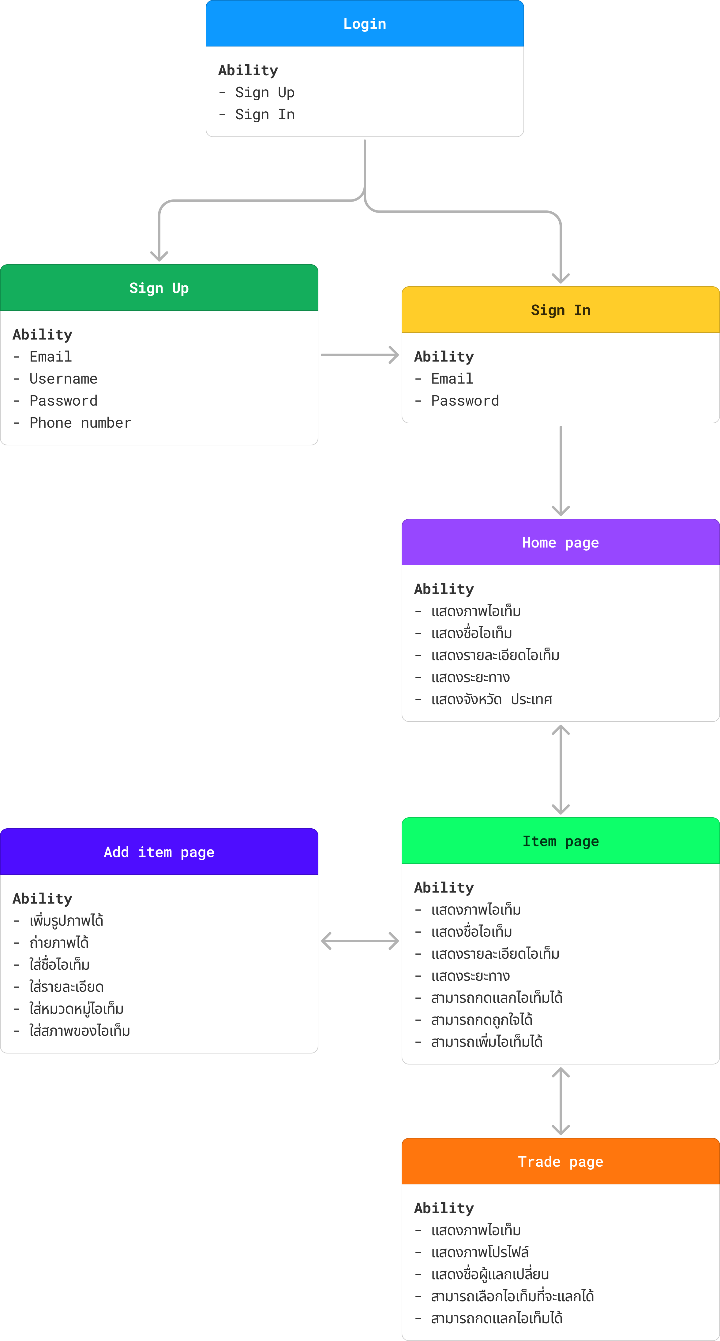 Login
Ability
- Sign Up
- Sign In
Sign Up
Ability
- Email
- Username
- Password
- Phone number
Sign In
Ability
- Email
- Password
Home page
Ability
- แสดงภาพไอเท็ม
- แสดงชื่อไอเท็ม
- แสดงรายละเอียดไอเท็ม
- แสดงระยะทาง
- แสดงจังหวัด ประเทศ
Add item page
Ability
- เพิ่มรูปภาพได้
- ถ่ายภาพได้
- ใส่ชื่อไอเท็ม
- ใส่รายละเอียด
- ใส่หมวดหมู่ไอเท็ม
- ใส่สภาพของไอเท็ม
Item page
Ability
- แสดงภาพไอเท็ม
- แสดงชื่อไอเท็ม
- แสดงรายละเอียดไอเท็ม
- แสดงระยะทาง
- สามารถกดแลกไอเท็มได้
- สามารถกดถูกใจได้
- สามารถเพิ่มไอเท็มได้
Trade page
Ability
- แสดงภาพไอเท็ม
- แสดงภาพโปรไฟล์
- แสดงชื่อผู้แลกเปลี่ยน
- สามารถเลือกไอเท็มที่จะแลกได้
- สามารถกดแลกไอเท็มได้